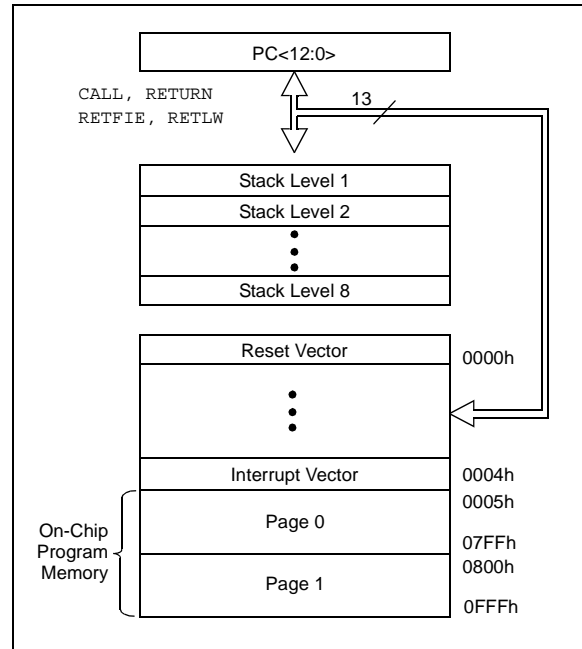 PC<12:0>
CALL, RETURN
RETFIE, RETLW
13
Stack Level 1
Stack Level 2
Stack Level 8
Reset Vector
0000h
Interrupt Vector
0004h
0005h
On-Chip
Program
Memory
Page 0
07FFh
0800h
Page 1
0FFFh